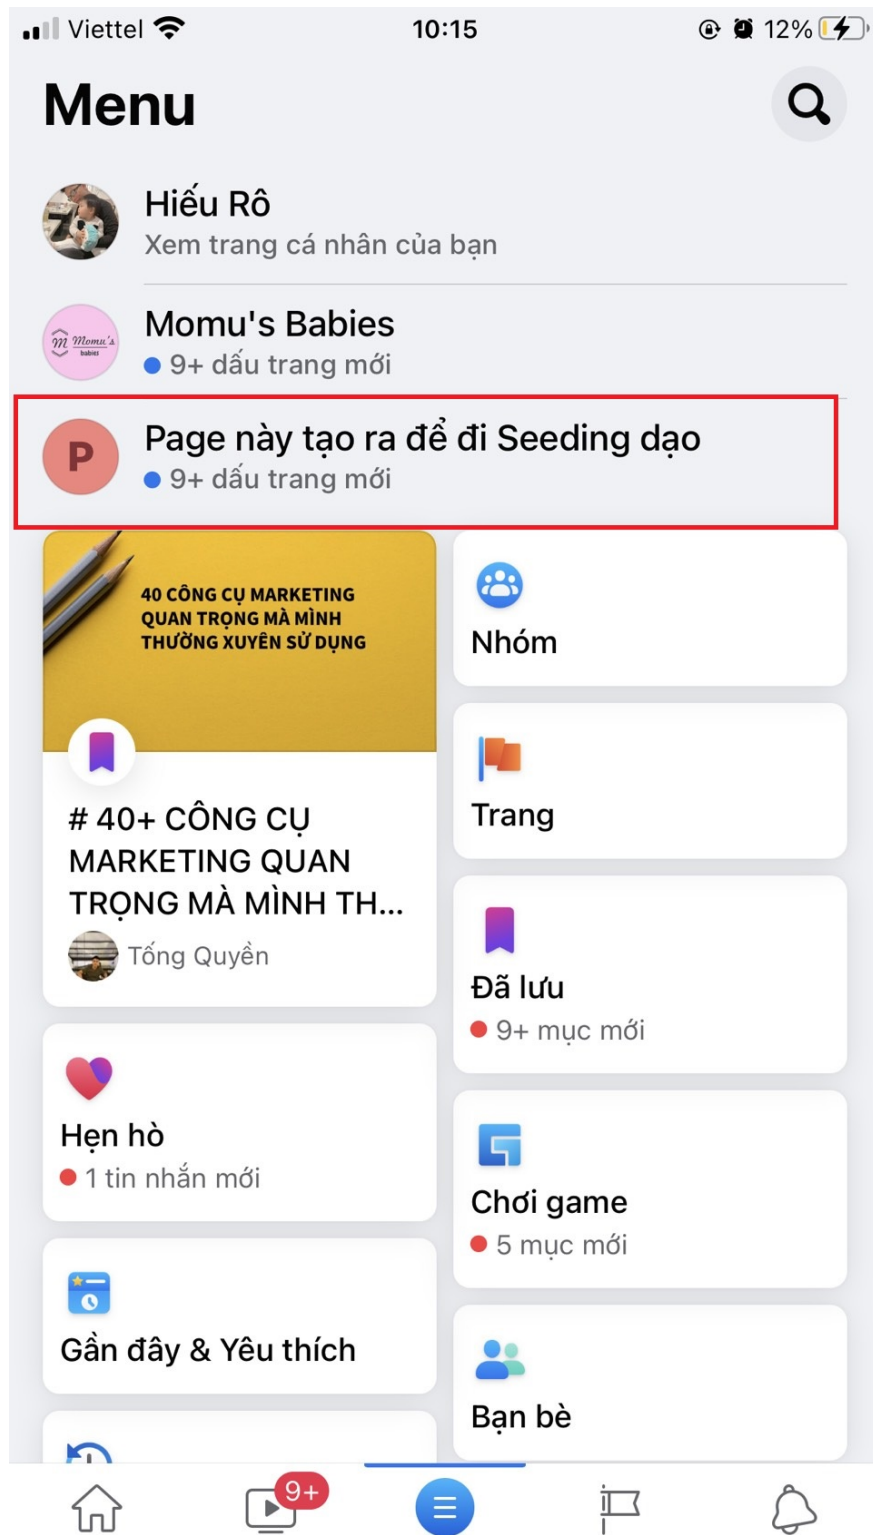 Viettel 10:15 12%
Menu
Hiếu Rô
Xem trang cá nhân của bạn
m Momu's
babies
Momu's Babies
9+ dấu trang mới
P
Page này tạo ra để đi Seeding dạo
9+ dấu trang mới
40 CÔNG CỤ MARKETING
QUAN TRỌNG MÀ MÌNH
THƯỜNG XUYÊN SỬ DỤNG
# 40+ CÔNG CỤ
MARKETING QUAN
TRỌNG MÀ MÌNH TH...
Tống Quyền
Hẹn hò
1 tin nhắn mới
Gần đây & Yêu thích
Nhóm
Trang
Đã lưu
9+ mục mới
Chơi game
5 mục mới
Bạn bè
9+